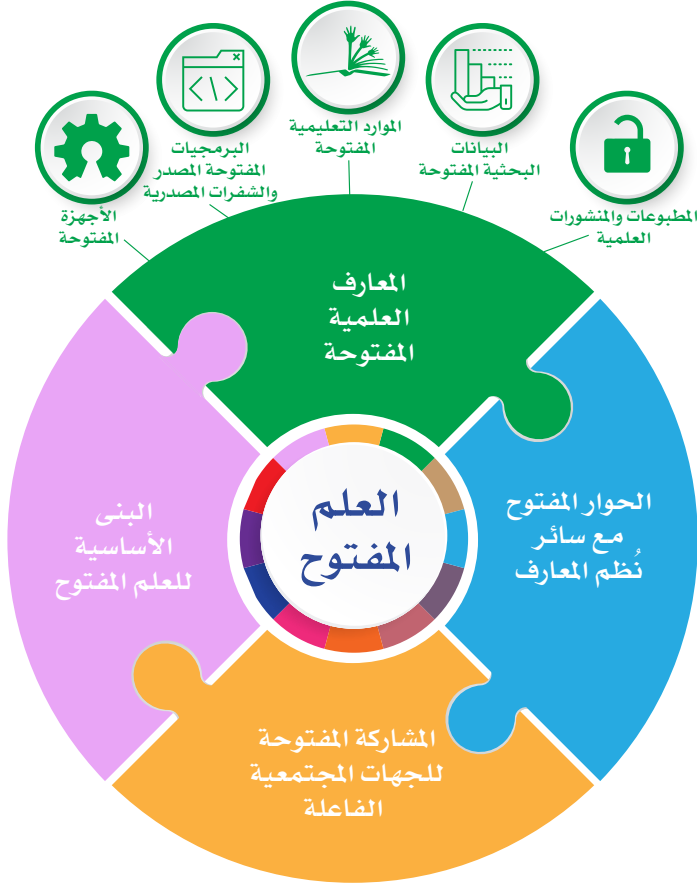 المطبوعات والمنشورات
العلمية
البيانات
البحثية المفتوحة
الموارد التعليمية
المفتوحة
البرمجيات
المفتوحة المصدر
والشفرات المصدرية
الأجهزة
المفتوحة
المعارف
العلمية
المفتوحة
الحوار المفتوح
مع سائر
نُظم المعارف
العلم
المفتوح
البنى
الأساسية
للعلم المفتوح
المشاركة المفتوحة
للجهات المجتمعية
الفاعلة